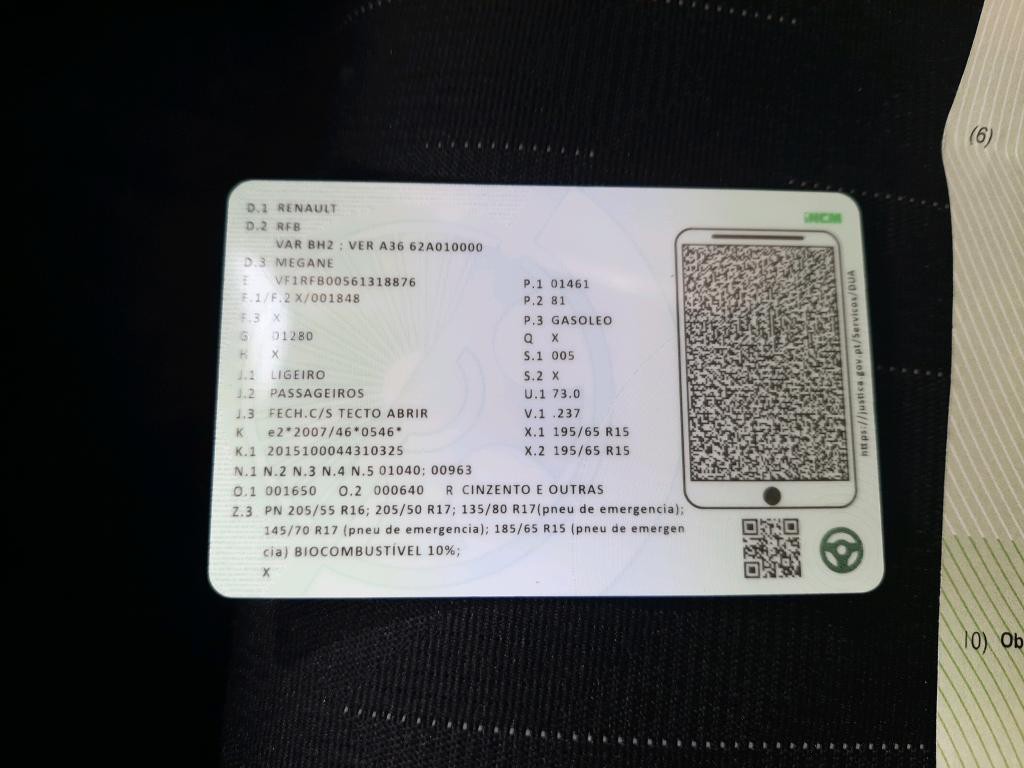 D.1 RENAULT
D.2 RFB
VAR BH2 : VER A36 62A010000
D.3 MEGANE
E VF1RFB00561318876
F.1/F.2 X/001848
F.3 X
G 01280
H X
J.1 LIGEIRO
J.2 PASSAGEIROS
J.3 FECH.C/S TECTO ABRIR
K e2*2007/46*0546*
K.1 2015100044310325
N.1 N.2 N.3 N.4 N.5 01040; 00963
O.1 001650 O.2 000640 R CINZENTO E OUTRAS
Z.3 PN 205/55 R16; 205/50 R17; 135/80 R17(pneu de emergencia);
145/70 R17 (pneu de emergencia); 185/65 R15 (pneu de emergen
cia) BIOCOMBUSTÍVEL 10%;
X
P.1 01461
P.2 81
P.3 GASOLEO
Q X
S.1 005
S.2 X
U.1 73.0
V.1 .237
X.1 195/65 R15
X.2 195/65 R15
INCM
https://justica.gov.pt/Servicos/DUA
(6)
10) Ob